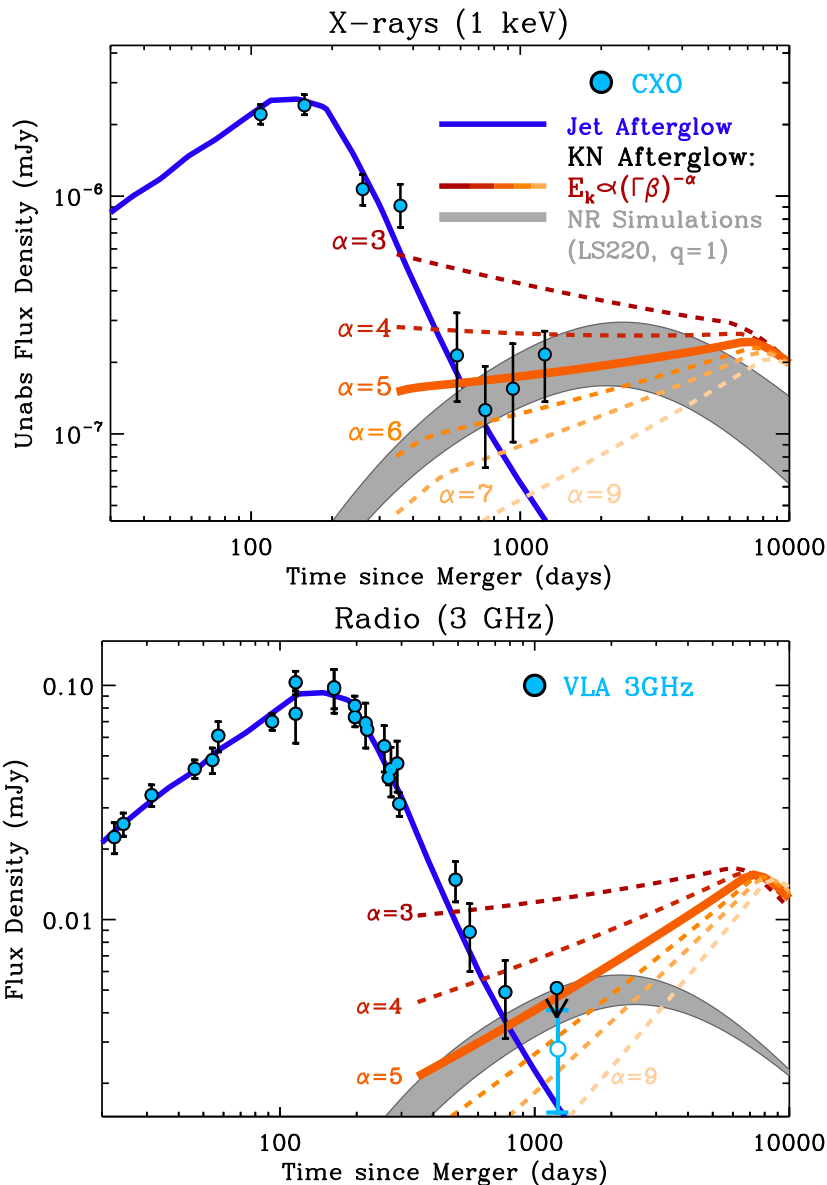 X-rays (1 keV)
CXO
Jet Afterglow
KN Afterglow:
E_k∝(Γβ)^-α
NR Simulations
(LS220, q=1)
α=3
α=4
α=5
α=6
α=7
α=9
10^-6
10^-7
Unabs Flux Density (mJy)
100
1000
10000
Time since Merger (days)
Radio (3 GHz)
VLA 3GHz
0.10
0.01
Flux Density (mJy)
α=3
α=4
α=5
α=9
100
1000
10000
Time since Merger (days)